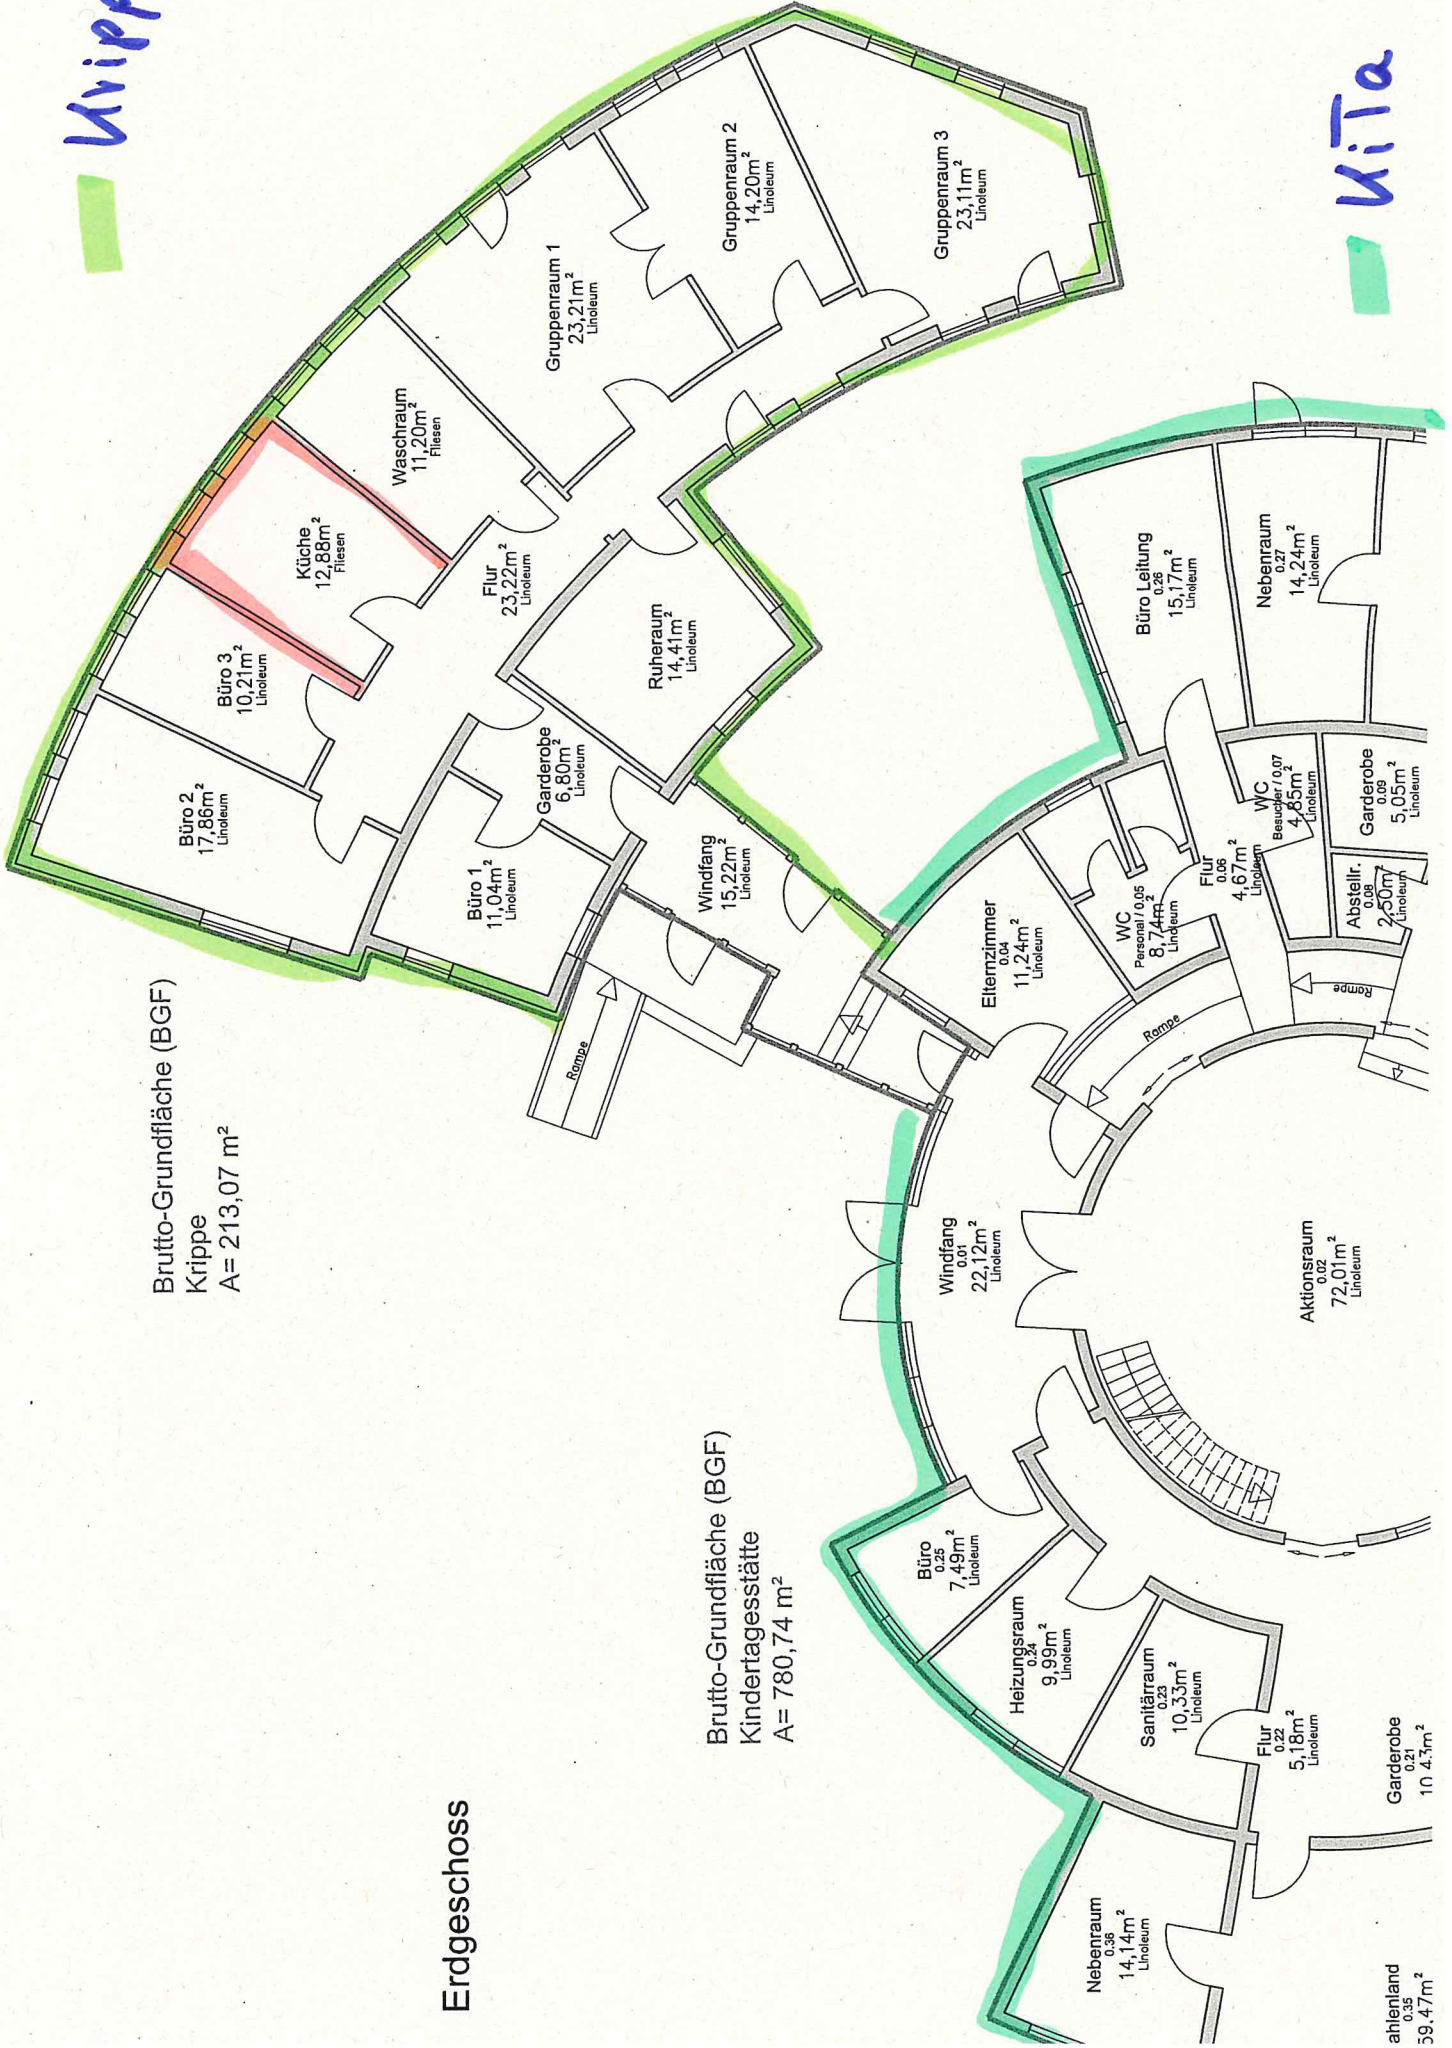 Kripp
KiTa
Erdgeschoss
Brutto-Grundfläche (BGF)
Krippe
A= 213,07 m²
Brutto-Grundfläche (BGF)
Kindertagesstätte
A= 780,74 m²
Büro 2
17,86m²
Linoleum
Büro 3
10,21m²
Linoleum
Küche
12,88m²
Fliesen
Waschraum
11,20m²
Fliesen
Gruppenraum 1
23,21m²
Linoleum
Gruppenraum 2
14,20m²
Linoleum
Gruppenraum 3
23,11m²
Linoleum
Büro 1
11,04m²
Linoleum
Garderobe
6,80m²
Linoleum
Flur
23,22m²
Linoleum
Ruheraum
14,41m²
Linoleum
Windfang
15,22m²
Linoleum
Rampe
Elternzimmer
0.04
11,24m²
Linoleum
WC
Personal / 0.05
8,74m²
Linoleum
Flur
0.06
4,67m²
Linoleum
WC
Besucher / 0.07
4,85m²
Linoleum
Büro Leitung
0.26
15,17m²
Linoleum
Nebenraum
0.27
14,24m²
Linoleum
Garderobe
0.09
5,05m²
Linoleum
Abstellr.
0.08
2,50m²
Linoleum
Rampe
Rampe
Windfang
0.01
22,12m²
Linoleum
Aktionsraum
0.02
72,01m²
Linoleum
Büro
0.25
7,49m²
Linoleum
Heizungsraum
0.24
9,99m²
Linoleum
Sanitärraum
0.23
10,33m²
Linoleum
Flur
0.22
5,18m²
Linoleum
Garderobe
0.21
10,43m²
Nebenraum
0.36
14,14m²
Linoleum
ahlenland
0.35
59,47m²